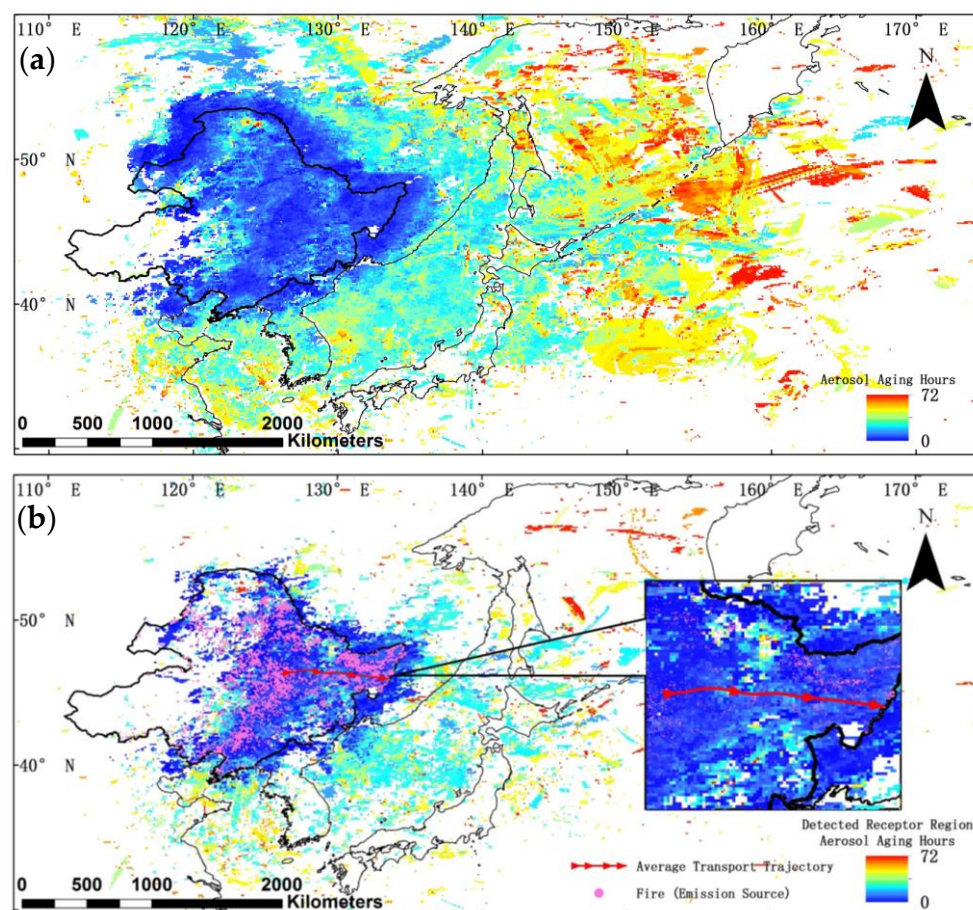 110° E 120° E 130° E 140° E 150° E 160° E 170° E
(a)
N
50° N
40° N
Aerosol Aging Hours
72
0
0 500 1000 2000
Kilometers
110° E 120° E 130° E 140° E 150° E 160° E 170° E
(b)
N
50° N
40° N
Detected Receptor Region
Aerosol Aging Hours
72
0
Average Transport Trajectory
Fire (Emission Source)
0 500 1000 2000
Kilometers